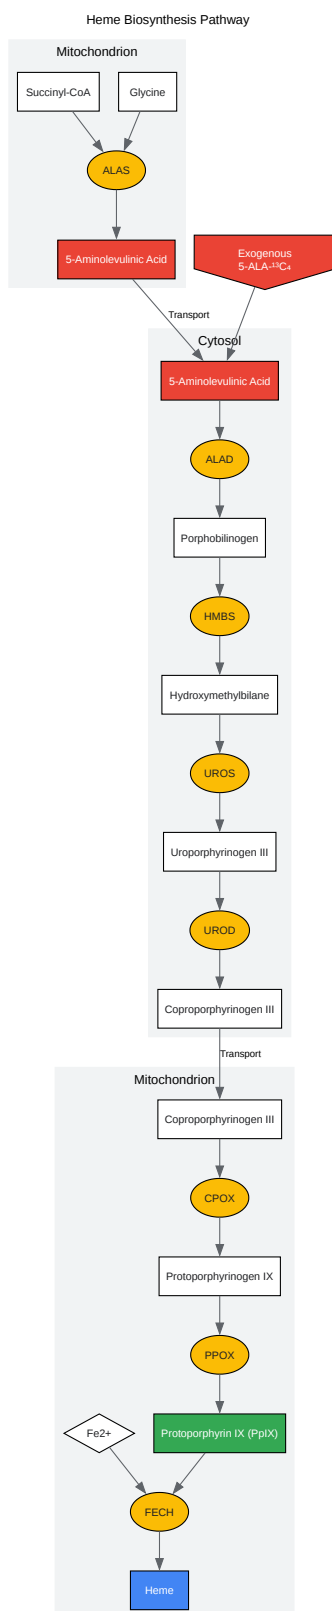 Heme Biosynthesis Pathway
Mitochondrion
Succinyl-CoA
Glycine
ALAS
5-Aminolevulinic Acid
Exogenous
5-ALA-¹³C₄
Transport
Cytosol
5-Aminolevulinic Acid
ALAD
Porphobilinogen
HMBS
Hydroxymethylbilane
UROS
Uroporphyrinogen III
UROD
Coproporphyrinogen III
Transport
Mitochondrion
Coproporphyrinogen III
CPOX
Protoporphyrinogen IX
PPOX
Fe2+
Protoporphyrin IX (PpIX)
FECH
Heme